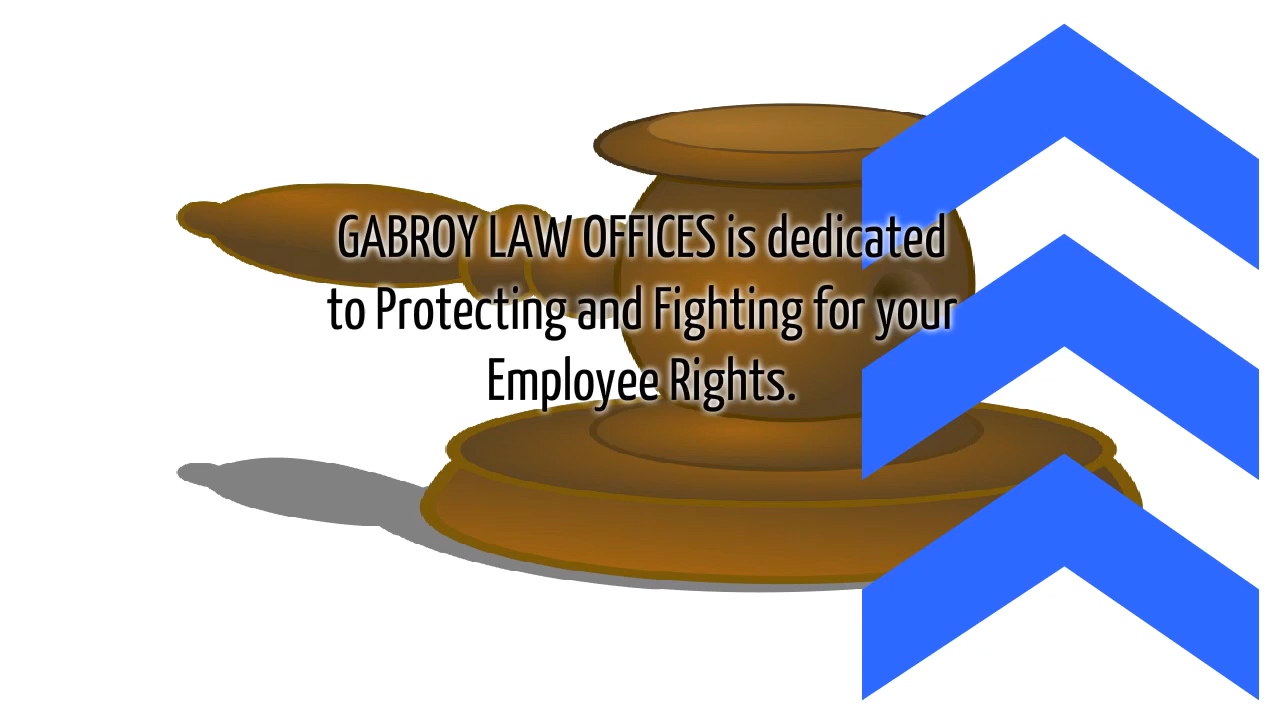 GABROY LAW OFFICES is dedicated
to Protecting and Fighting for your
Employee Rights.